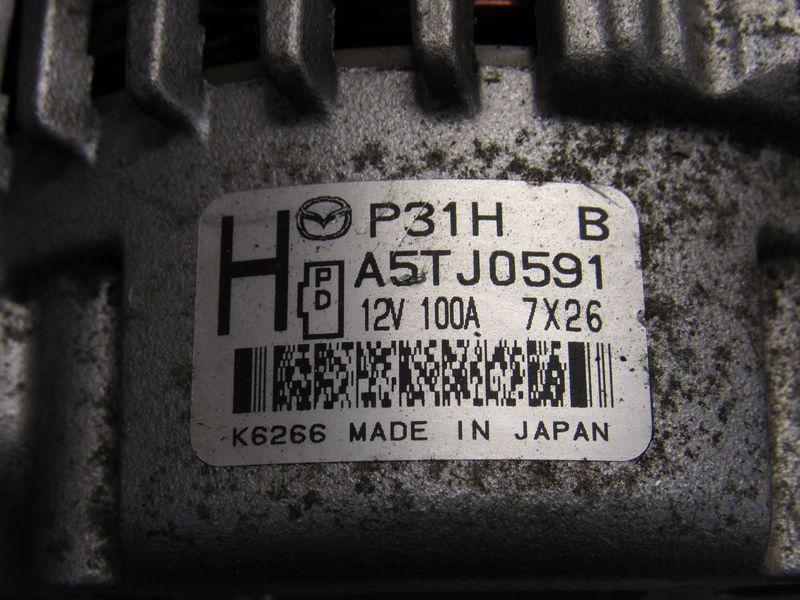 H P31H B
PD A5TJ0591
12V 100A 7X26
K6266 MADE IN JAPAN